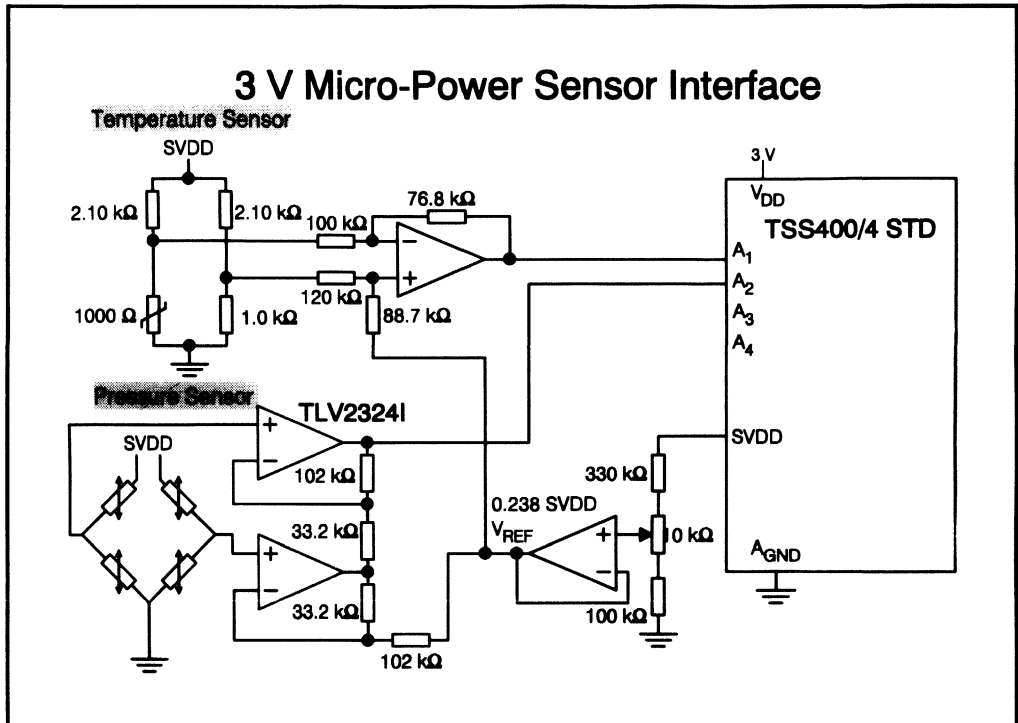 3 V Micro-Power Sensor Interface
Temperature Sensor
SVDD
2.10 kΩ
2.10 kΩ
100 kΩ
76.8 kΩ
120 kΩ
88.7 kΩ
1000 Ω
1.0 kΩ
3 V
VDD
TSS400/4 STD
A1
A2
A3
A4
SVDD
AGND
Pressure Sensor
SVDD
TLV2324I
102 kΩ
33.2 kΩ
33.2 kΩ
102 kΩ
0.238 SVDD
VREF
330 kΩ
10 kΩ
100 kΩ